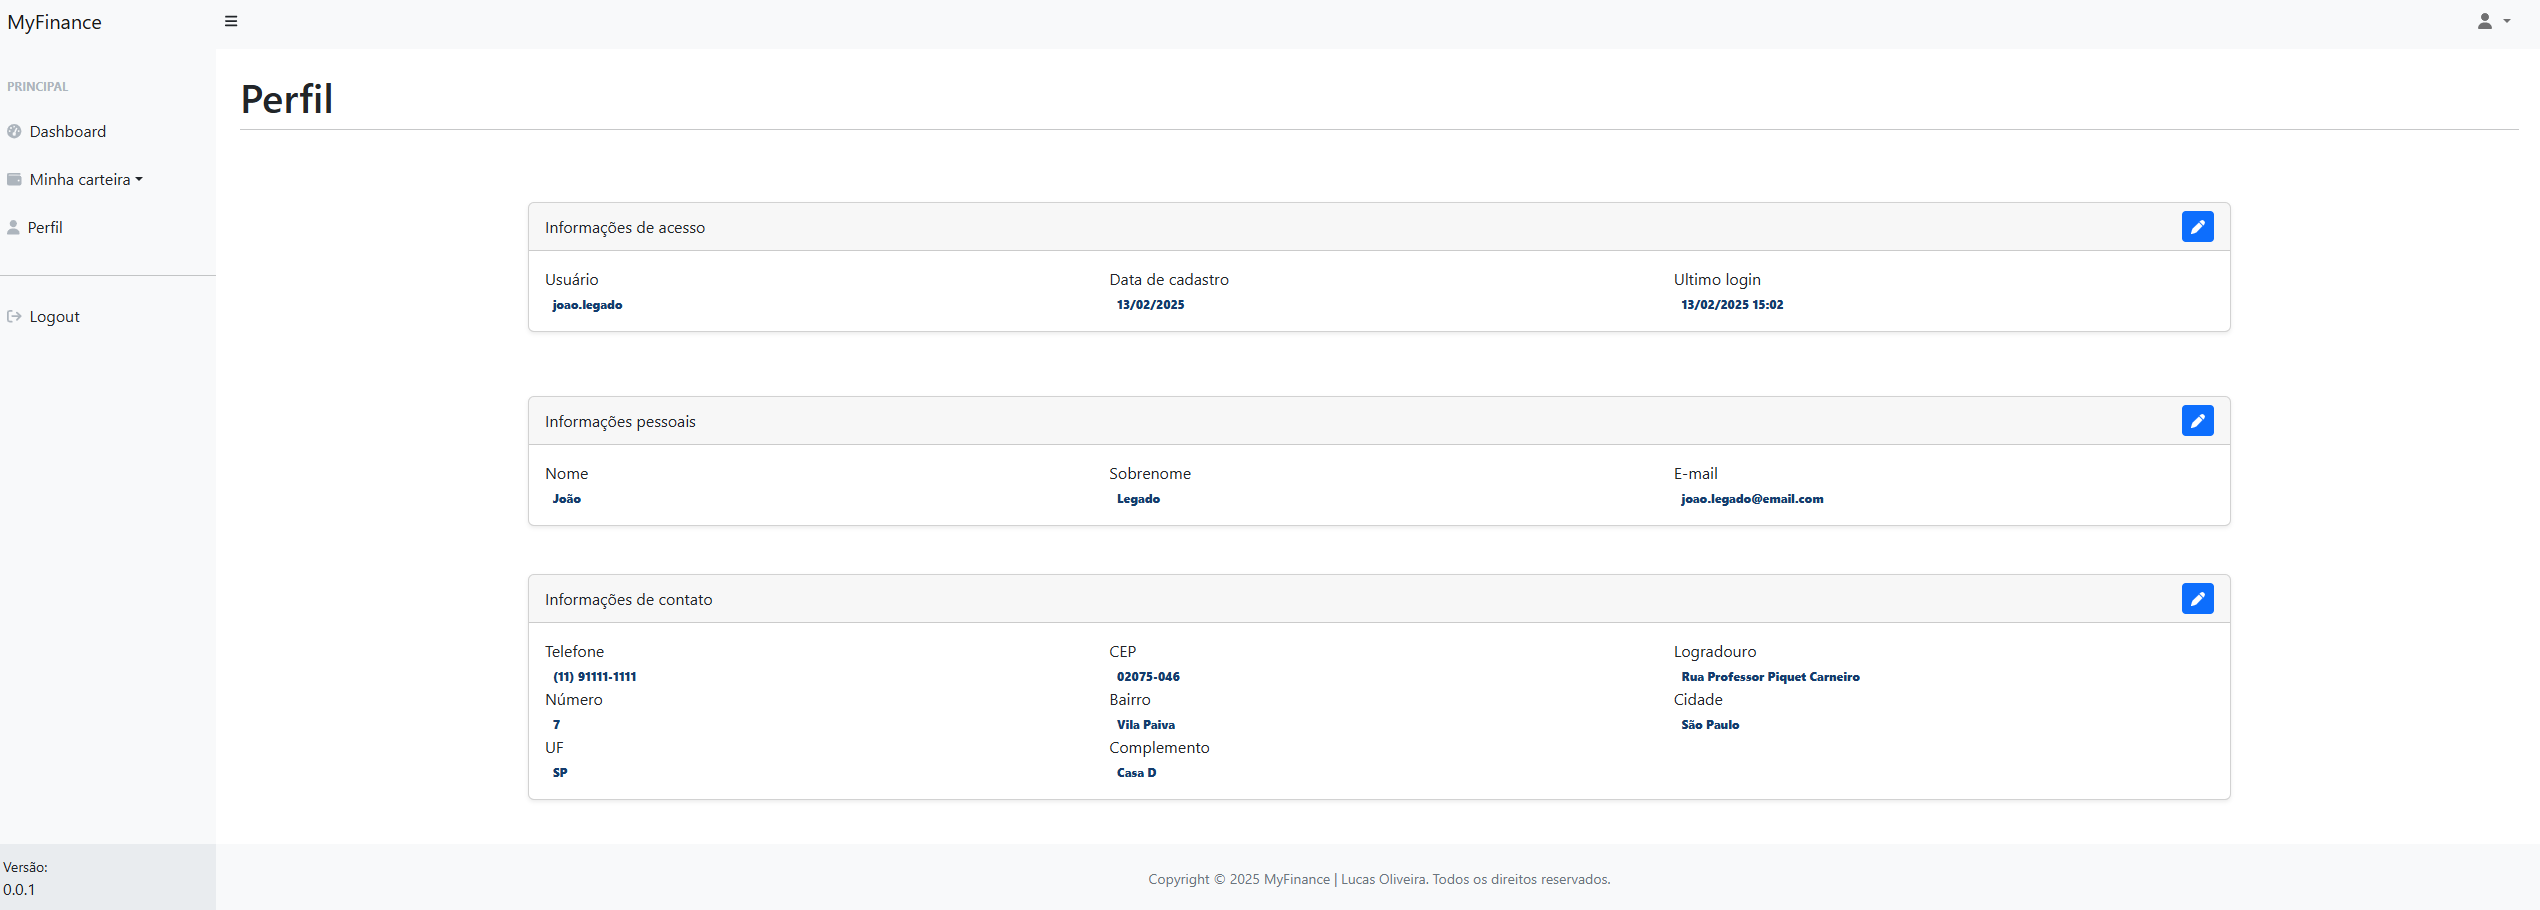 MyFinance
PRINCIPAL
Dashboard
Minha carteira
Perfil
Logout
Versão:
0.0.1
Perfil
Informações de acesso
Usuário Data de cadastro Ultimo login
joao.legado 13/02/2025 13/02/2025 15:02
Informações pessoais
Nome Sobrenome E-mail
João Legado joao.legado@email.com
Informações de contato
Telefone CEP Logradouro
(11) 91111-1111 02075-046 Rua Professor Piquet Carneiro
Número Bairro Cidade
7 Vila Paiva São Paulo
UF Complemento
SP Casa D
Copyright © 2025 MyFinance | Lucas Oliveira. Todos os direitos reservados.